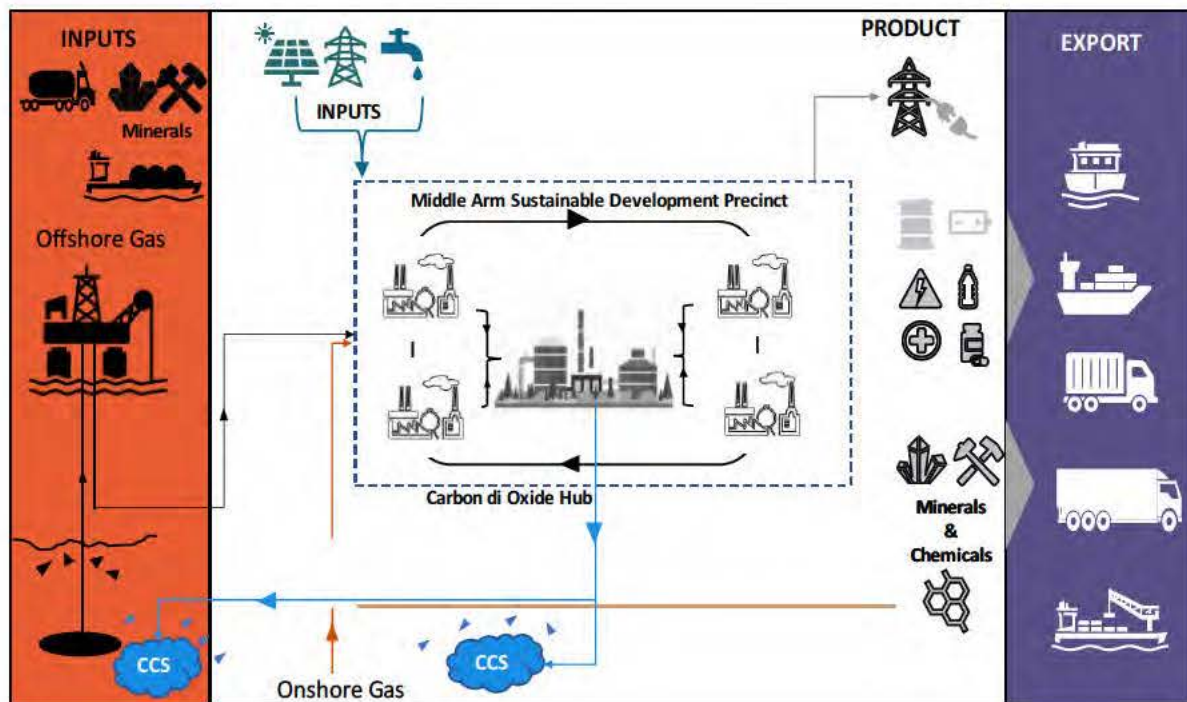 INPUTS
Minerals
Offshore Gas
CCS
INPUTS
Middle Arm Sustainable Development Precinct
Carbon di Oxide Hub
CCS
Onshore Gas
PRODUCT
Minerals
&
Chemicals
EXPORT